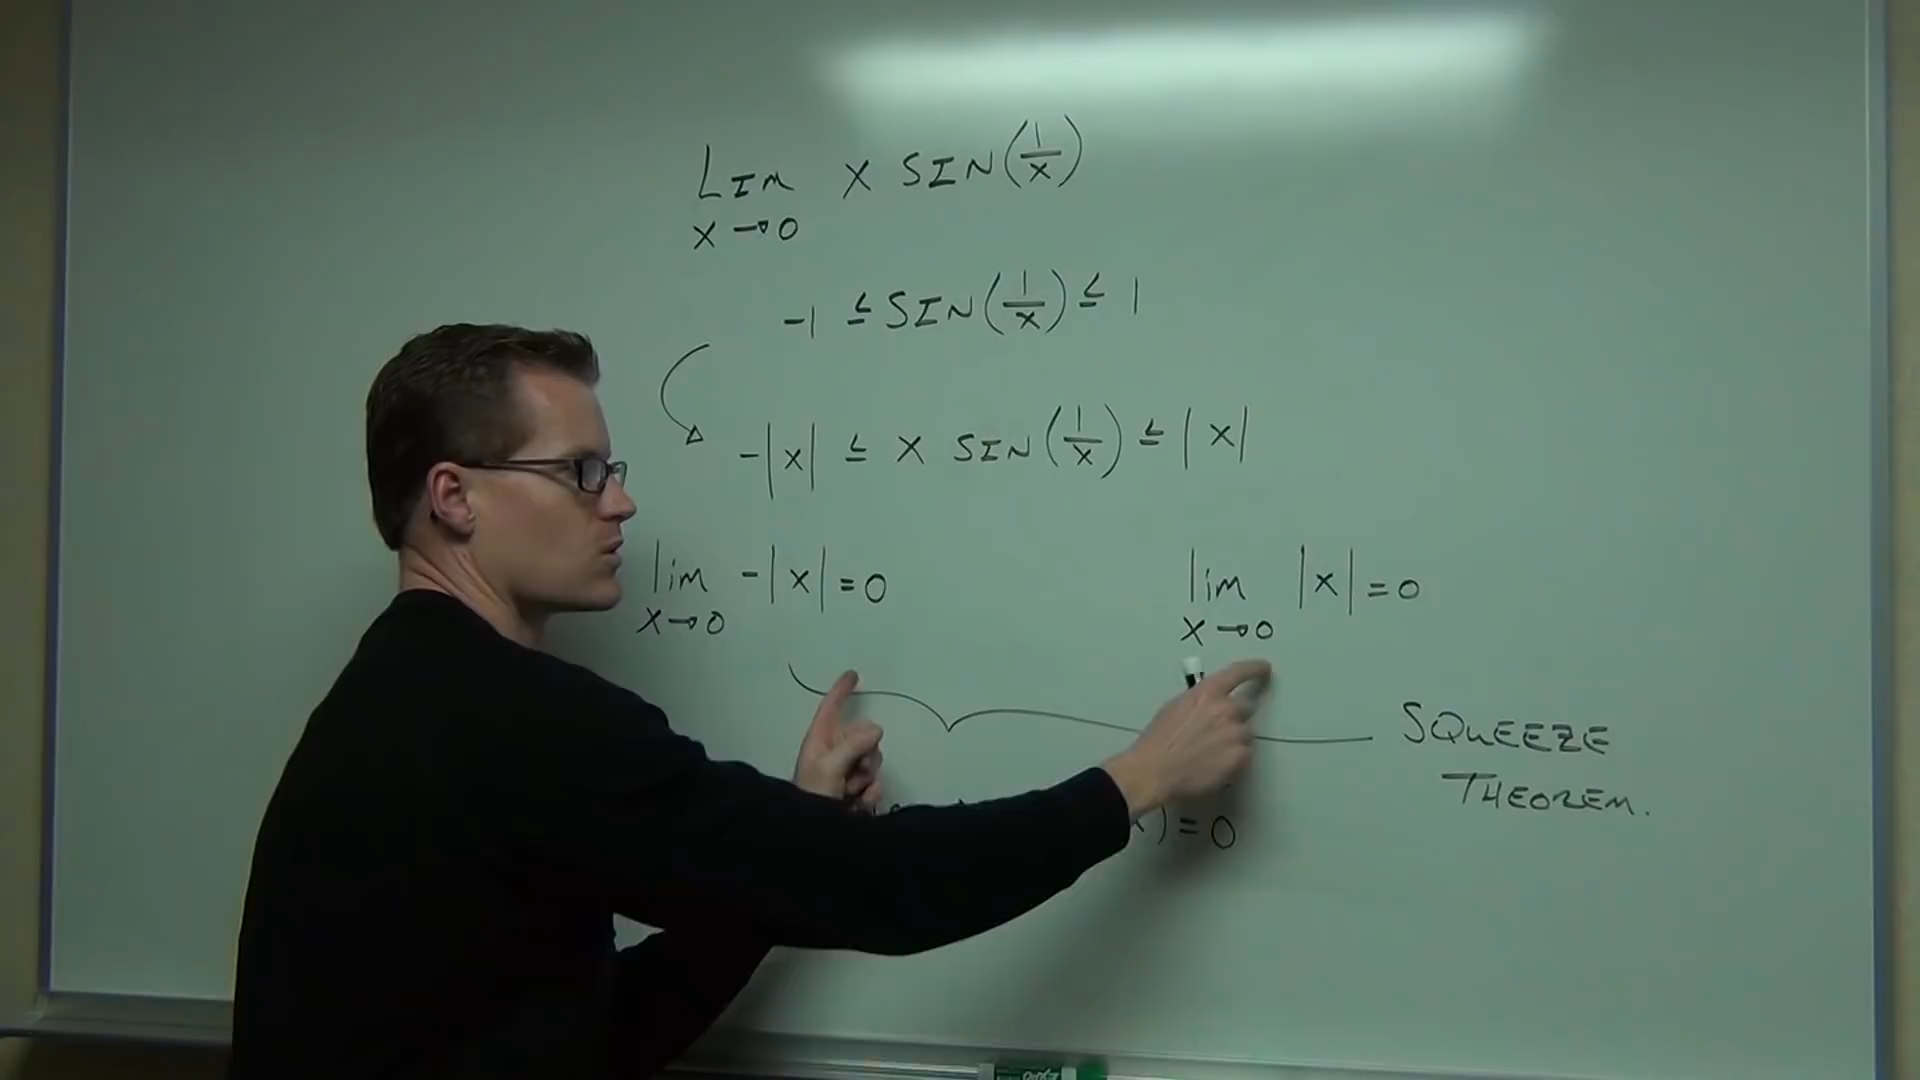 LIM x SIN(1/x)
x→0
-1 ≤ SIN(1/x) ≤ 1
-|x| ≤ x SIN(1/x) ≤ |x|
lim -|x| = 0
x→0
lim |x| = 0
x→0
SQUEEZE
THEOREM.
) = 0
EXPO